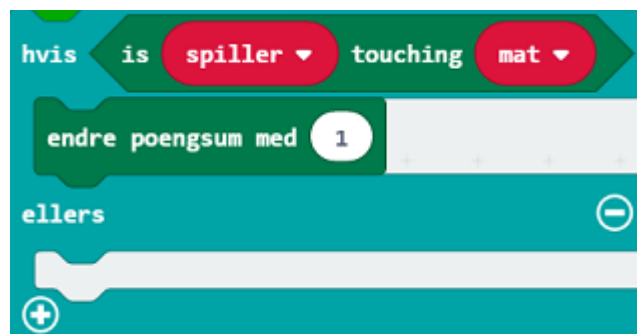 hvis is spiller touching mat
endre poengsum med 1
ellers